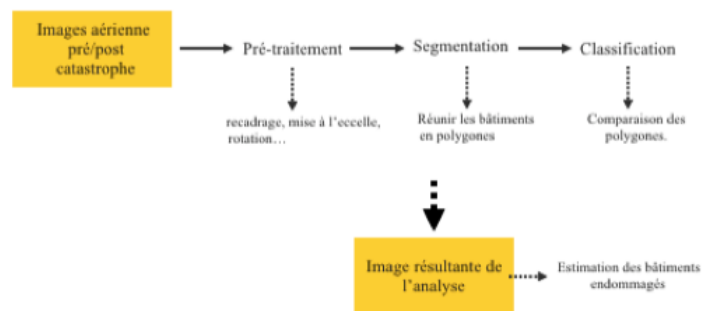 Images aérienne
pré/post
catastrophe
Pré-traitement
Segmentation
Classification
recadrage, mise à l'eccelle,
rotation…
Réunir les bâtiments
en polygones
Comparaison des
polygones.
Image résultante de
l'analyse
Estimation des bâtiments
endommagés